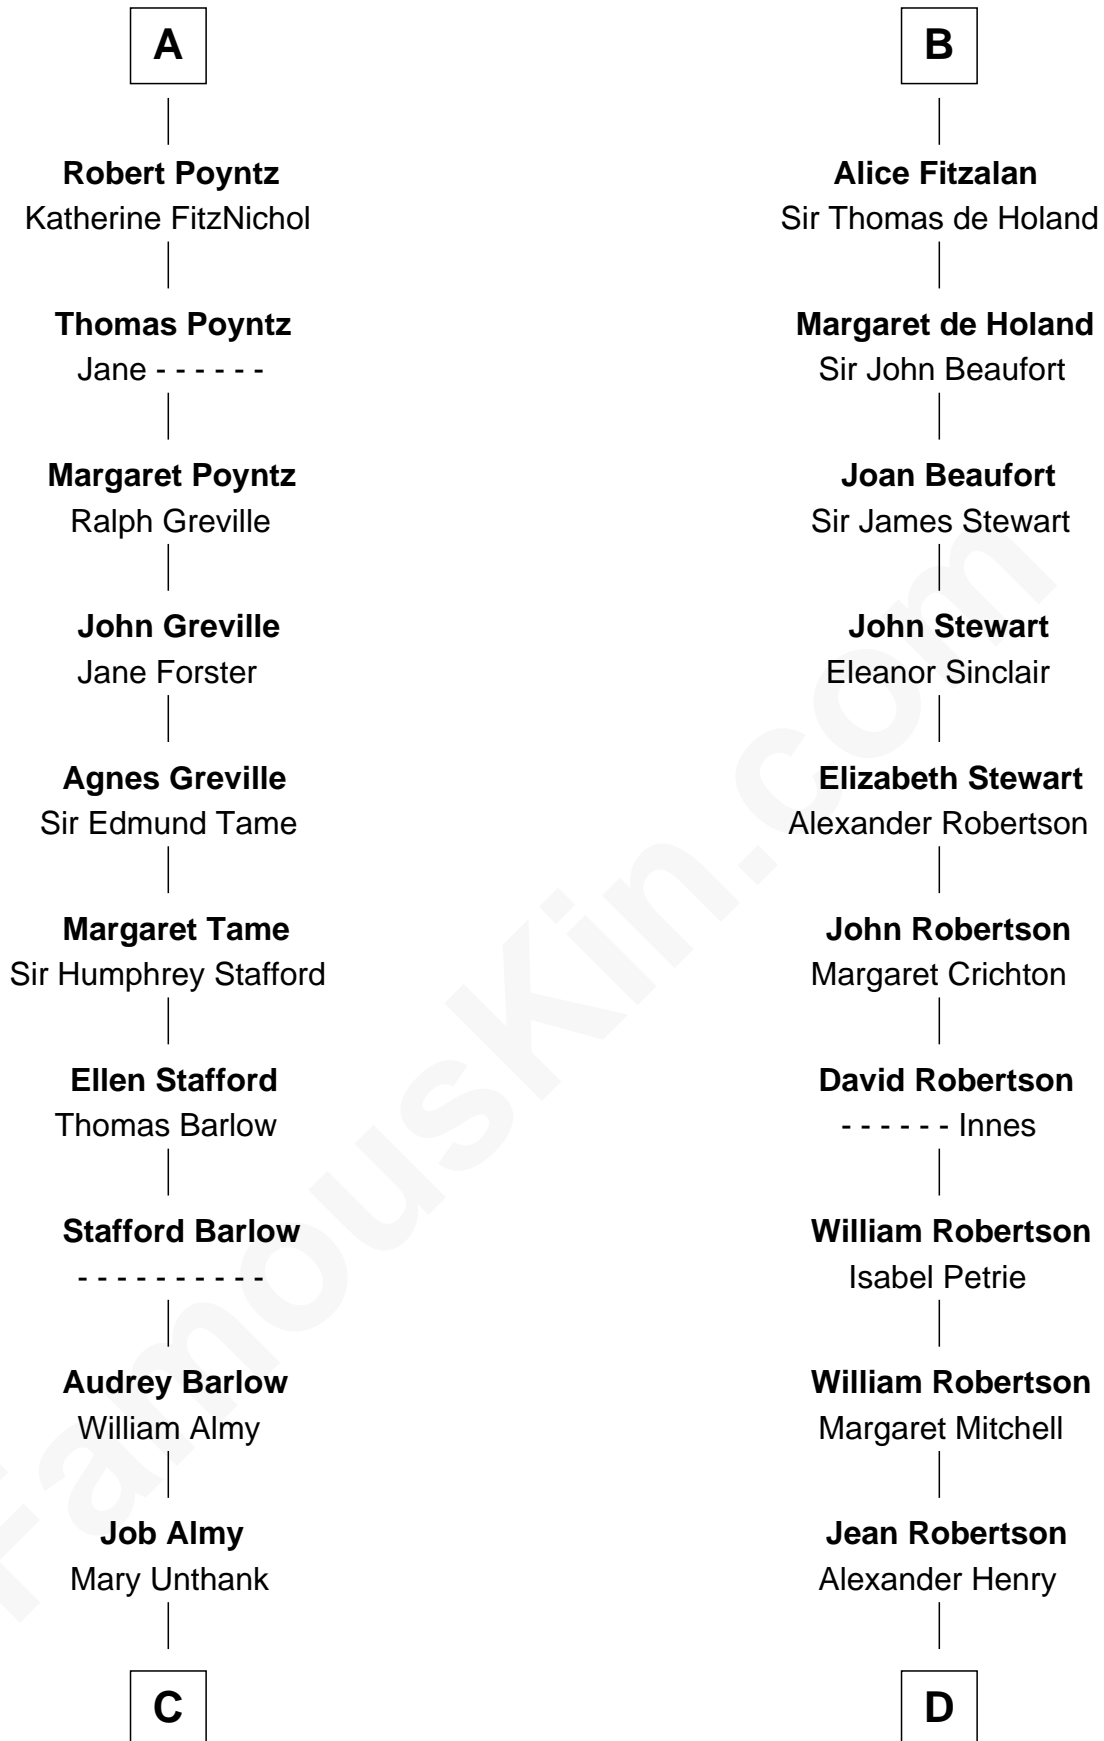 A
Robert Poyntz
Katherine FitzNichol
Thomas Poyntz
Jane - - - - - -
Margaret Poyntz
Ralph Greville
John Greville
Jane Forster
Agnes Greville
Sir Edmund Tame
Margaret Tame
Sir Humphrey Stafford
Ellen Stafford
Thomas Barlow
Stafford Barlow
- - - - - - - - - -
Audrey Barlow
William Almy
Job Almy
Mary Unthank
C
B
Alice Fitzalan
Sir Thomas de Holand
Margaret de Holand
Sir John Beaufort
Joan Beaufort
Sir James Stewart
John Stewart
Eleanor Sinclair
Elizabeth Stewart
Alexander Robertson
John Robertson
Margaret Crichton
David Robertson
- - - - - - Innes
William Robertson
Isabel Petrie
William Robertson
Margaret Mitchell
Jean Robertson
Alexander Henry
D
FamousKin.com